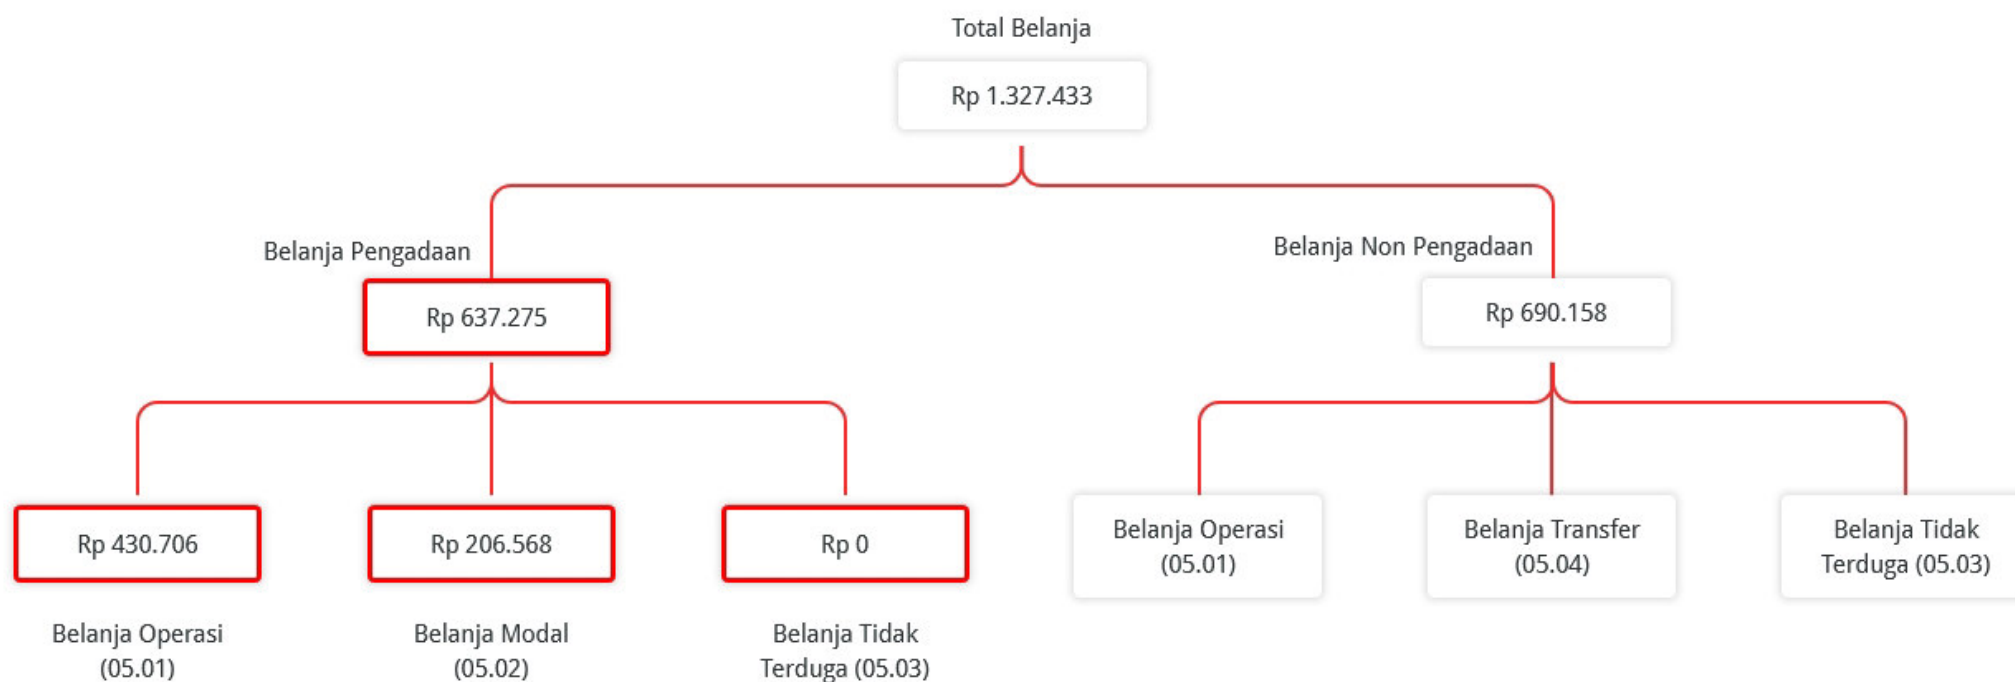 Total Belanja
Rp 1.327.433
Belanja Pengadaan
Rp 637.275
Belanja Non Pengadaan
Rp 690.158
Rp 430.706
Belanja Operasi
(05.01)
Rp 206.568
Belanja Modal
(05.02)
Rp 0
Belanja Tidak
Terduga (05.03)
Belanja Operasi
(05.01)
Belanja Transfer
(05.04)
Belanja Tidak
Terduga (05.03)